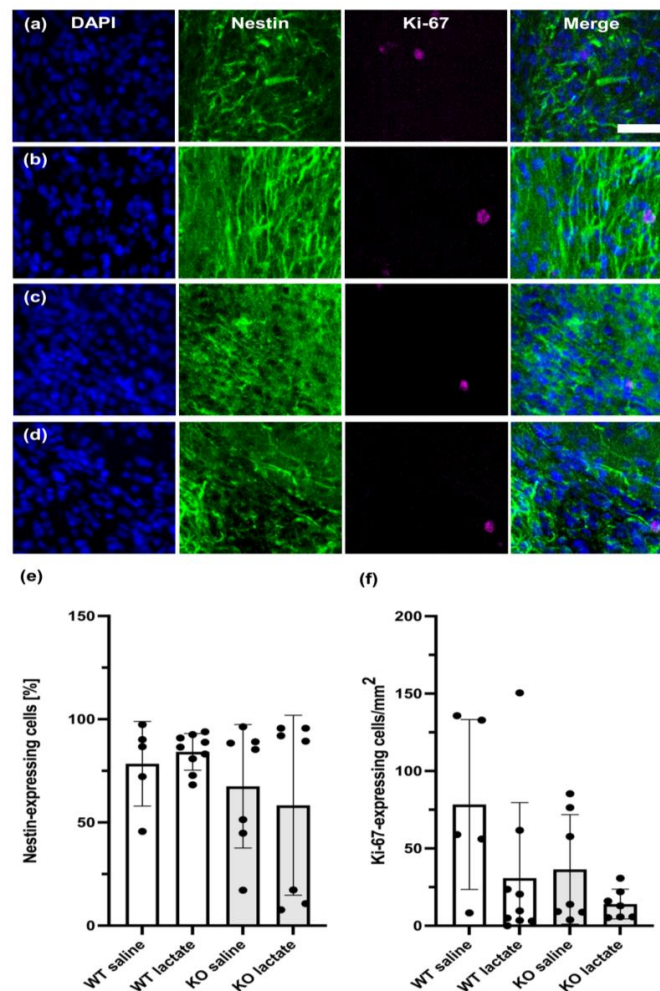 (a) DAPI Nestin Ki-67 Merge
(b)
(c)
(d)
(e) (f)
Nestin-expressing cells [%]
150
100
50
0
WT saline
WT lactate
KO saline
KO lactate
Ki-67-expressing cells/mm²
200
150
100
50
0
WT saline
WT lactate
KO saline
KO lactate